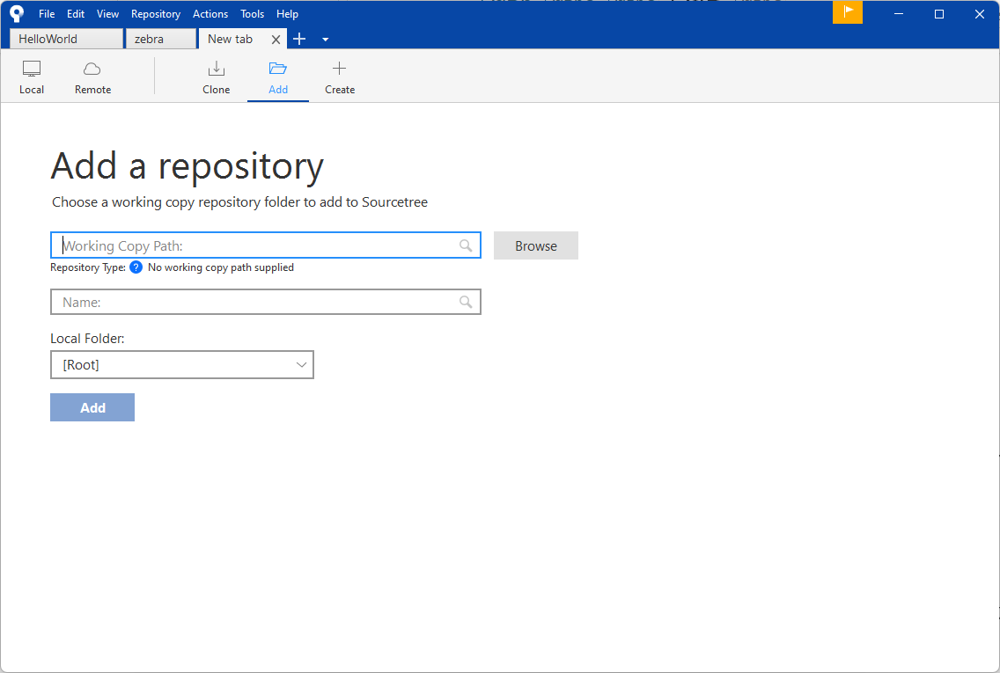 File Edit View Repository Actions Tools Help
HelloWorld zebra New tab
Local Remote Clone Add Create
Add a repository
Choose a working copy repository folder to add to Sourcetree
Working Copy Path: Browse
Repository Type: ? No working copy path supplied
Name:
Local Folder:
[Root]
Add